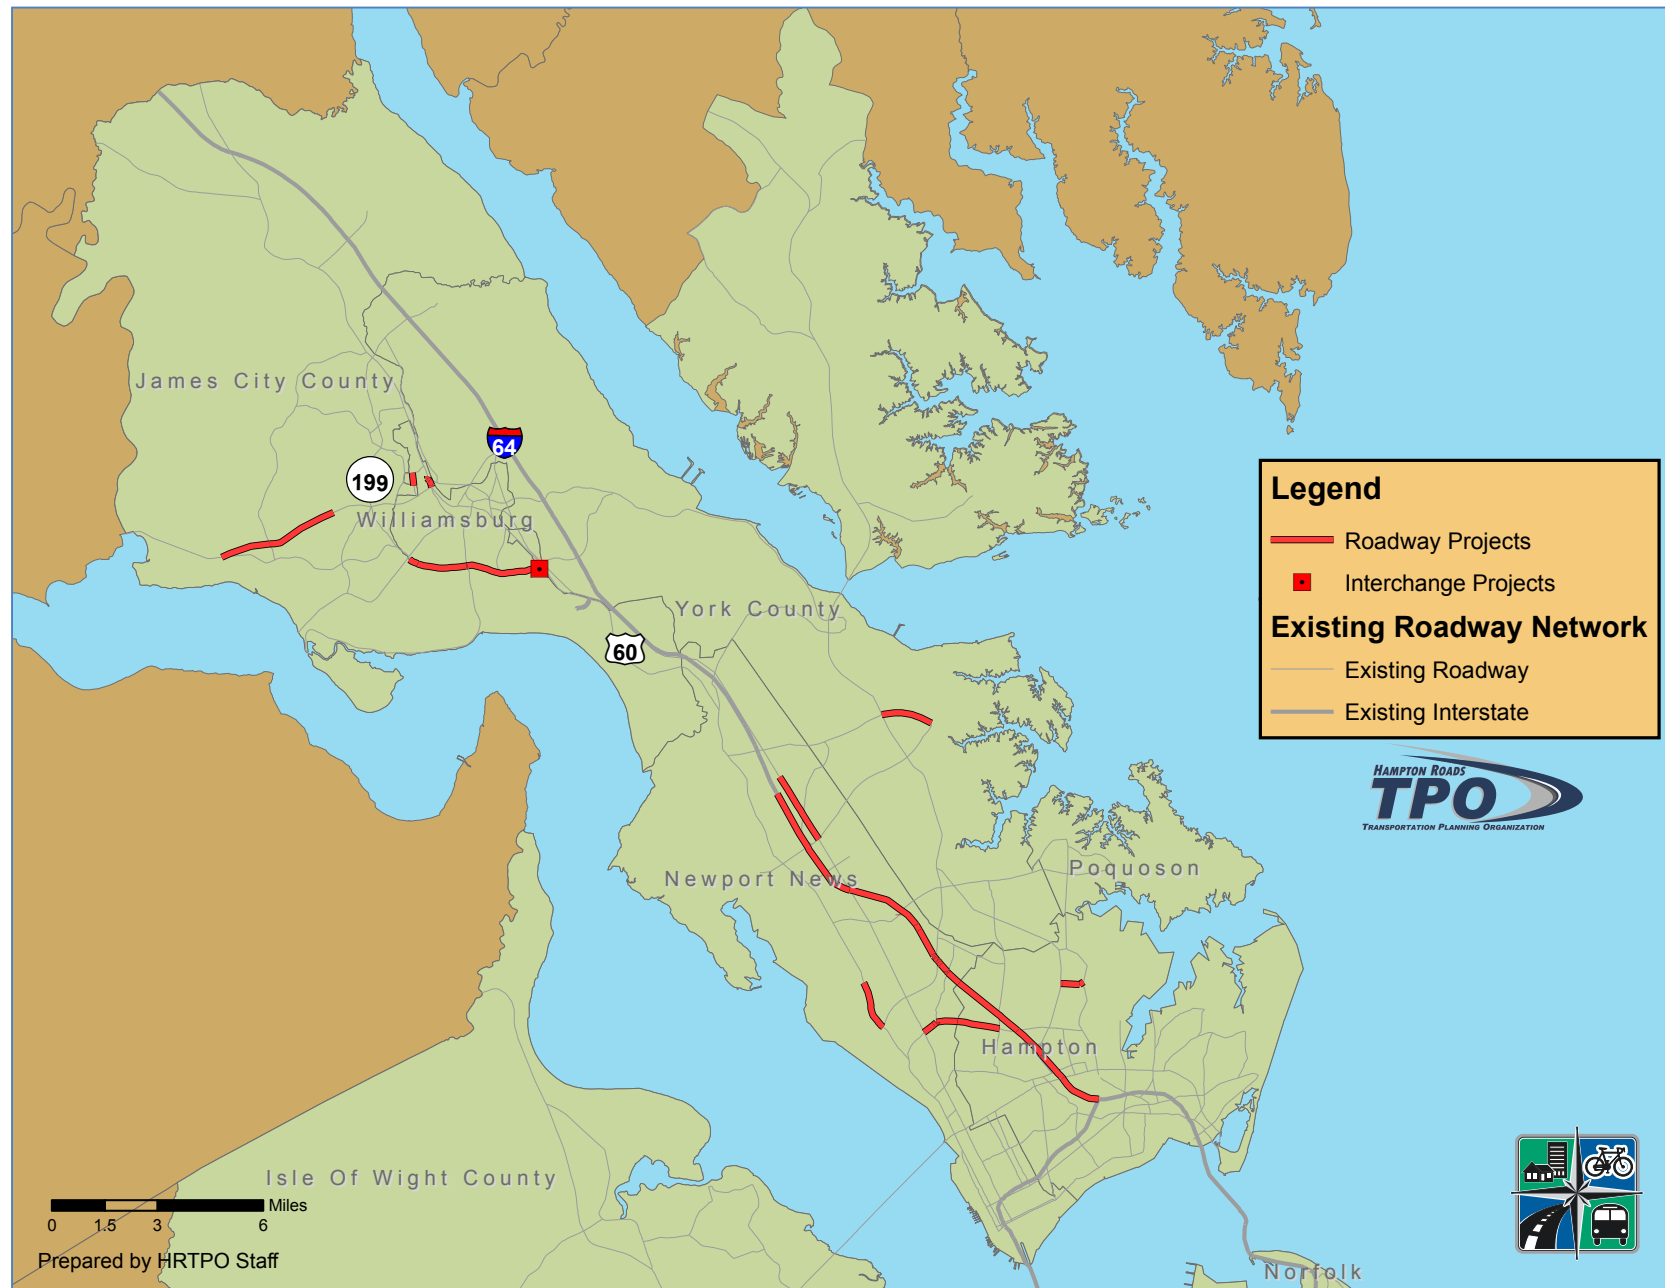 James City County
64
199
Williamsburg
York County
60
Legend
Roadway Projects
Interchange Projects
Existing Roadway Network
Existing Roadway
Existing Interstate
HAMPTON ROADS
TPO
TRANSPORTATION PLANNING ORGANIZATION
Newport News
Poquoson
Hampton
Isle Of Wight County
Miles
0 1.5 3 6
Prepared by HRTPO Staff
Norfolk